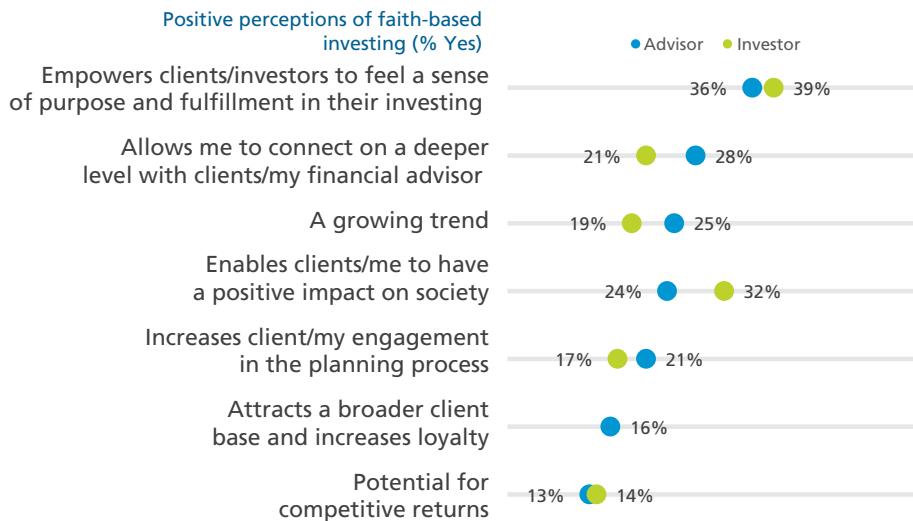 Positive perceptions of faith-based
investing (% Yes)
Advisor Investor
Empowers clients/investors to feel a sense
of purpose and fulfillment in their investing
36% 39%
Allows me to connect on a deeper
level with clients/my financial advisor
21% 28%
A growing trend
19% 25%
Enables clients/me to have
a positive impact on society
24% 32%
Increases client/my engagement
in the planning process
17% 21%
Attracts a broader client
base and increases loyalty
16%
Potential for
competitive returns
13% 14%